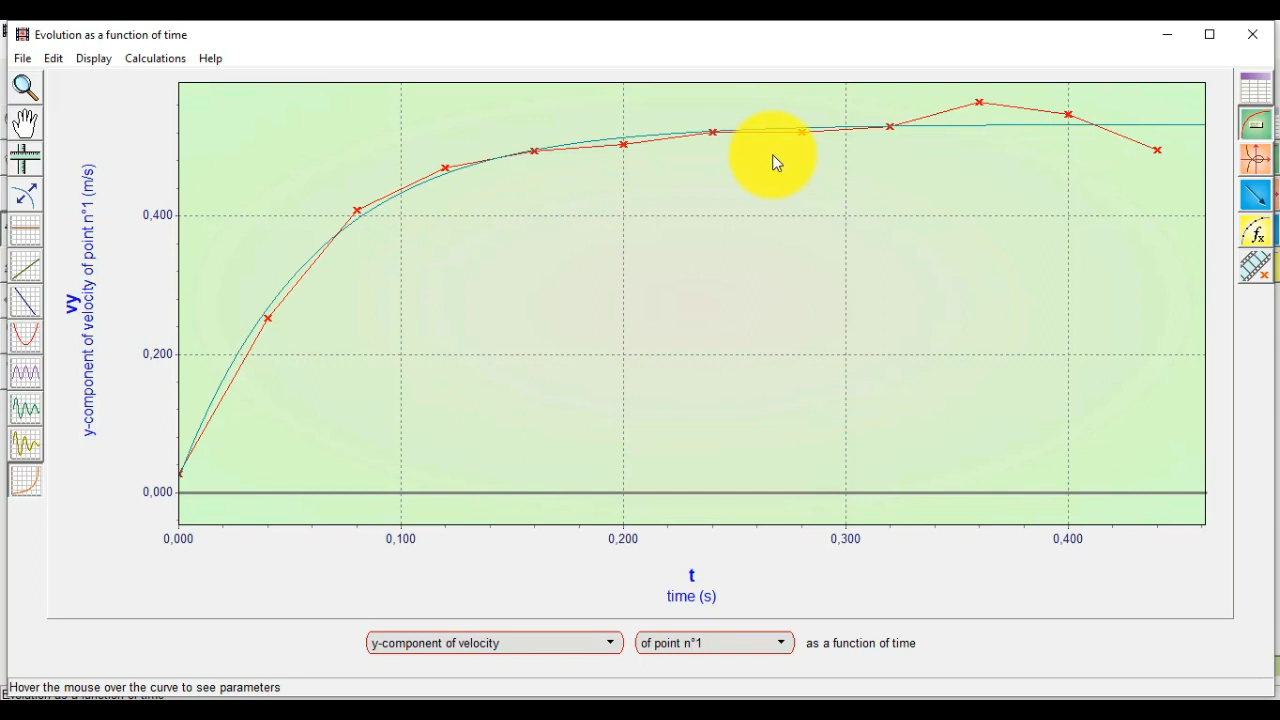 Evolution as a function of time
File Edit Display Calculations Help
vy
y-component of velocity of point n°1 (m/s)
0,400
0,200
0,000
0,000 0,100 0,200 0,300 0,400
t
time (s)
y-component of velocity of point n°1 as a function of time
fx
Hover the mouse over the curve to see parameters